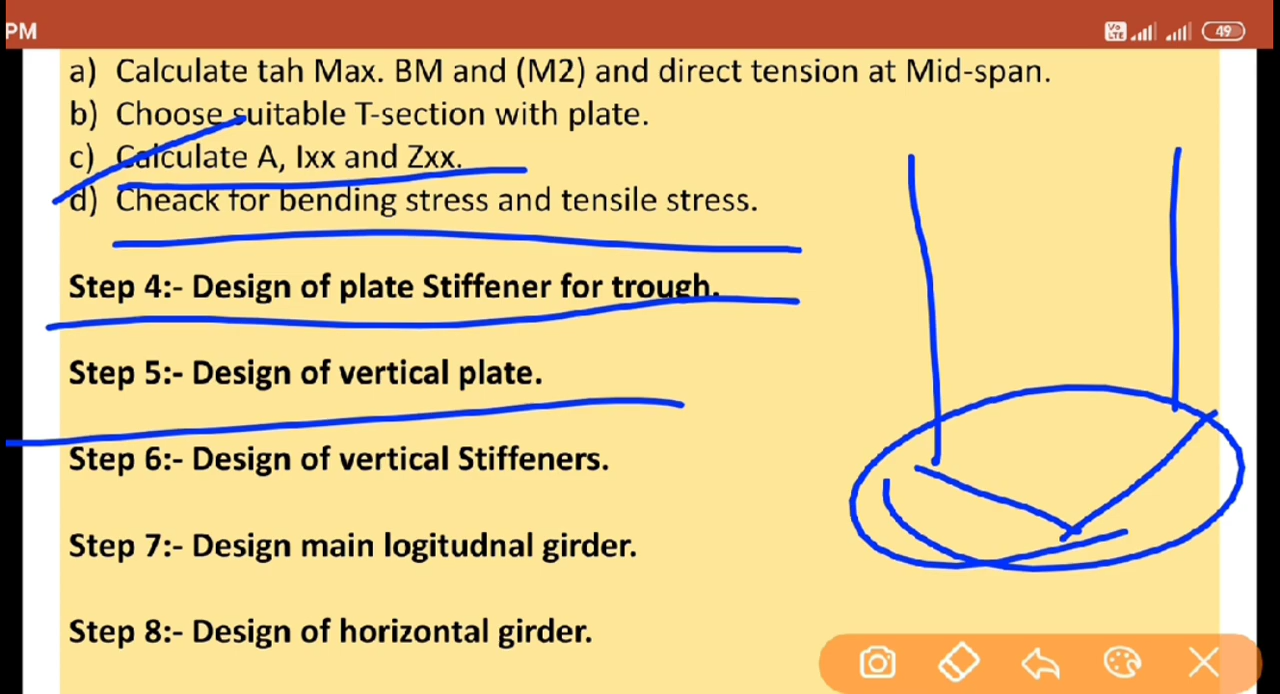 PM
Vo LTE 49
a) Calculate tah Max. BM and (M2) and direct tension at Mid-span.
b) Choose suitable T-section with plate.
c) Calculate A, Ixx and Zxx.
d) Cheack for bending stress and tensile stress.
Step 4:- Design of plate Stiffener for trough.
Step 5:- Design of vertical plate.
Step 6:- Design of vertical Stiffeners.
Step 7:- Design main logitudnal girder.
Step 8:- Design of horizontal girder.